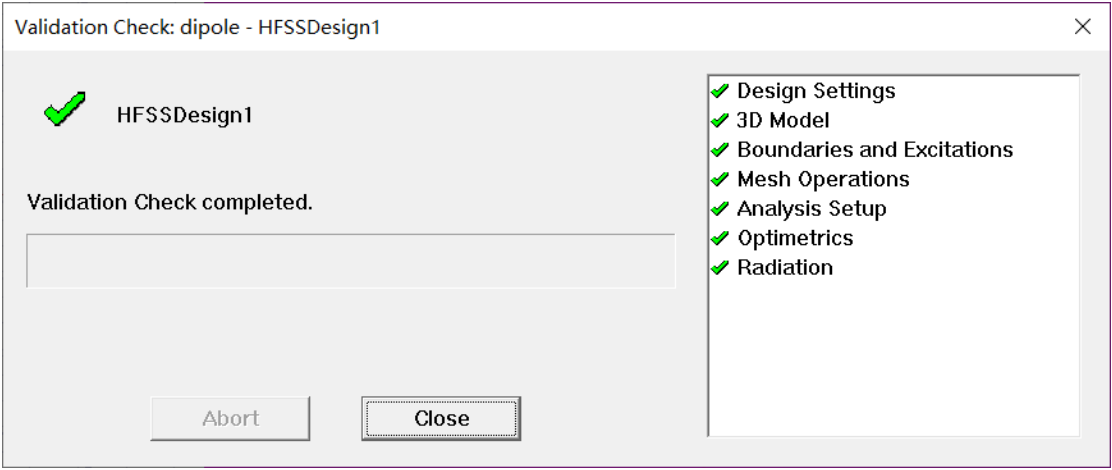 Validation Check: dipole - HFSSDesign1
HFSSDesign1
Validation Check completed.
Abort
Close
Design Settings
3D Model
Boundaries and Excitations
Mesh Operations
Analysis Setup
Optimetrics
Radiation